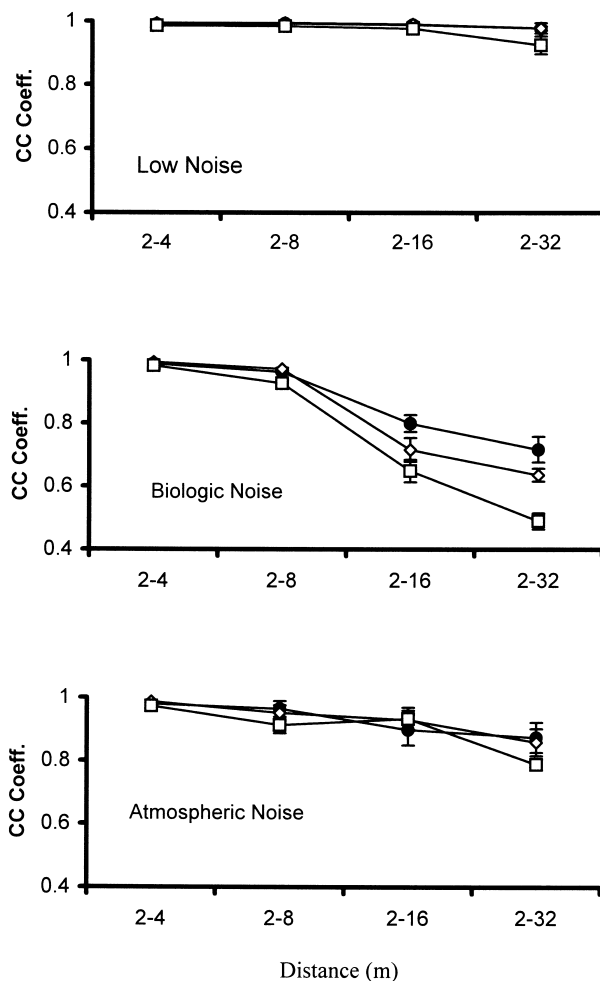 CC Coeff.
1
0.8
0.6
0.4
Low Noise
2-4 2-8 2-16 2-32
CC Coeff.
1
0.8
0.6
0.4
Biologic Noise
2-4 2-8 2-16 2-32
CC Coeff.
1
0.8
0.6
0.4
Atmospheric Noise
2-4 2-8 2-16 2-32
Distance (m)